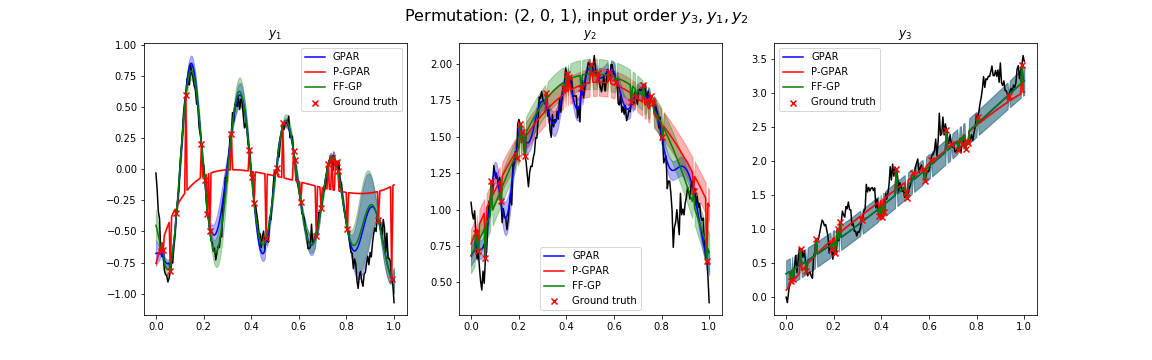 Permutation: (2, 0, 1), input order y₃, y₁, y₂
y₁
1.00
0.75
0.50
0.25
0.00
−0.25
−0.50
−0.75
−1.00
0.0 0.2 0.4 0.6 0.8 1.0
GPAR
P-GPAR
FF-GP
Ground truth
y₂
2.00
1.75
1.50
1.25
1.00
0.75
0.50
0.0 0.2 0.4 0.6 0.8 1.0
GPAR
P-GPAR
FF-GP
Ground truth
y₃
3.5
3.0
2.5
2.0
1.5
1.0
0.5
0.0
0.0 0.2 0.4 0.6 0.8 1.0
GPAR
P-GPAR
FF-GP
Ground truth